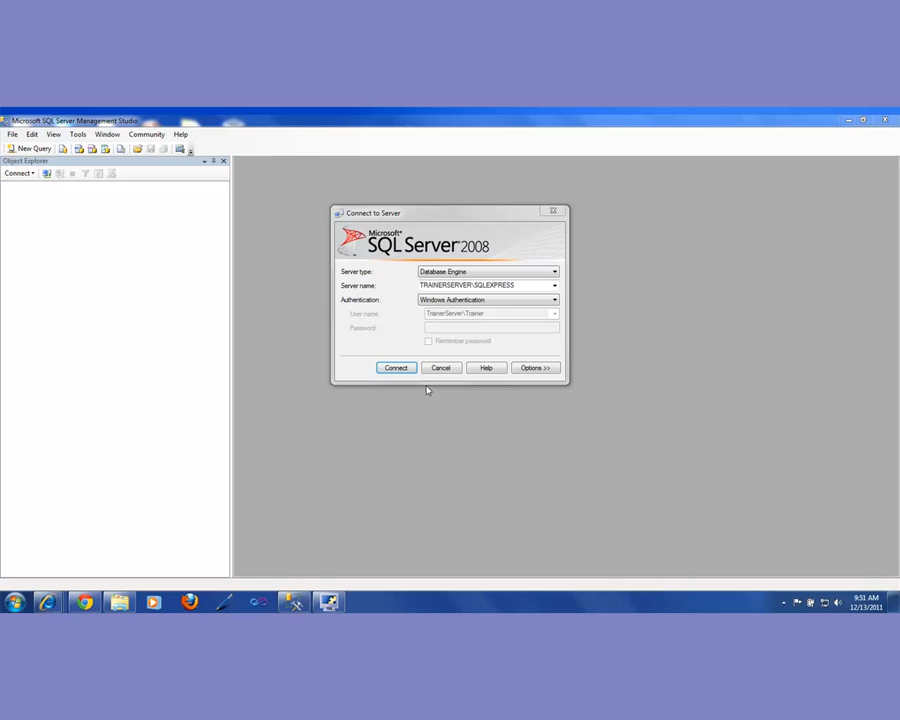 Microsoft SQL Server Management Studio
File Edit View Tools Window Community Help
New Query
Object Explorer
Connect
Connect to Server
Microsoft
SQL Server 2008
Server type: Database Engine
Server name: TRAINERSERVER\SQLEXPRESS
Authentication: Windows Authentication
User name: TrainerServer\Trainer
Password:
Remember password
Connect Cancel Help Options >>
9:51 AM
12/13/2011